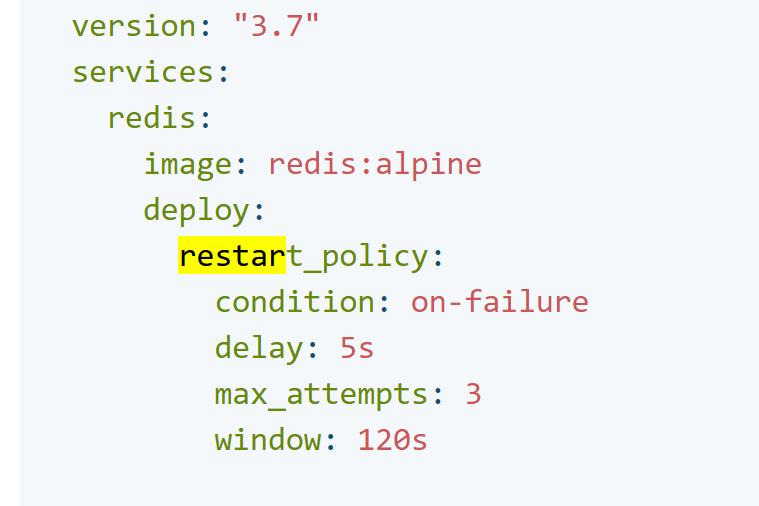 version: "3.7"
services:
  redis:
    image: redis:alpine
    deploy:
      restart_policy:
        condition: on-failure
        delay: 5s
        max_attempts: 3
        window: 120s